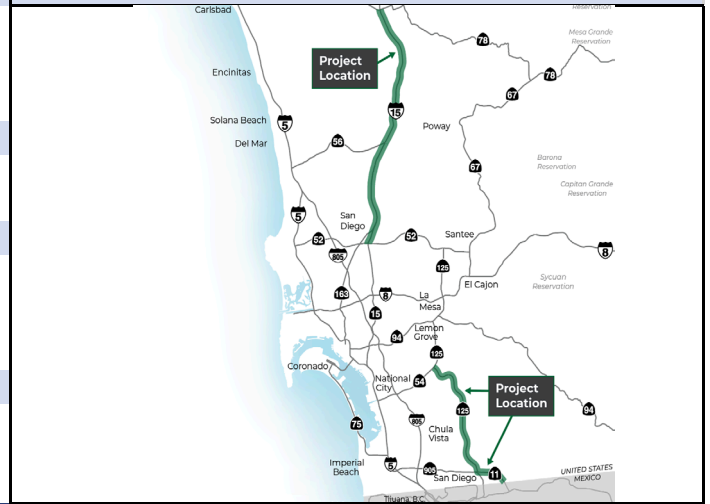 Carlsbad
Reservation
78
Mesa Grande
Reservation
Project
Location
Encinitas
78
67
15
Solana Beach
5
Poway
56
Del Mar
Barona
Reservation
67
Capitan Grande
Reservation
5
San
Diego
52
52
Santee
805
8
125
El Cajon
Sycuan
Reservation
163
8
La
Mesa
15
Lemon
Grove
94
125
Coronado
National
City
54
Project
Location
125
94
75
805
Chula
Vista
Imperial
Beach
5
905
San Diego
11
UNITED STATES
MEXICO
Tijuana, B.C.